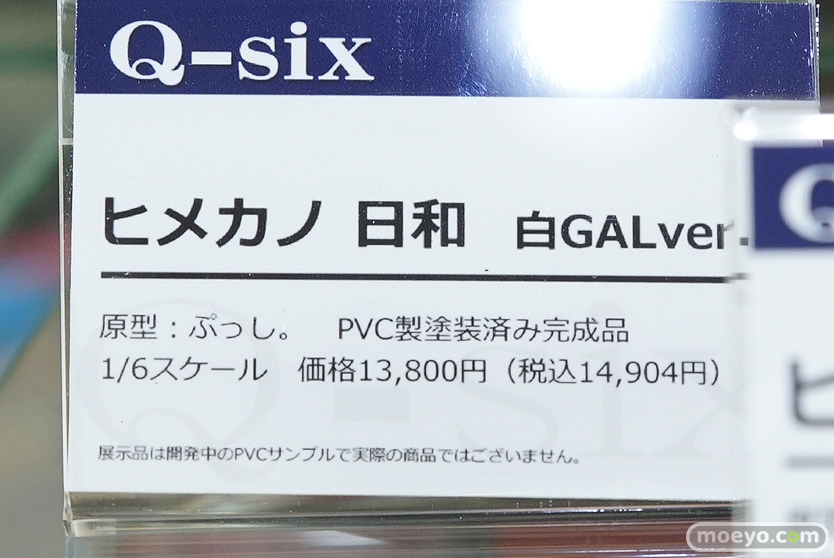 Q-six
ヒメカノ 日和 白GALver.
原型：ぷっし。 PVC製塗装済み完成品
1/6スケール 価格13,800円（税込14,904円）
展示品は開発中のPVCサンプルで実際の商品ではございません。
moeyo.com